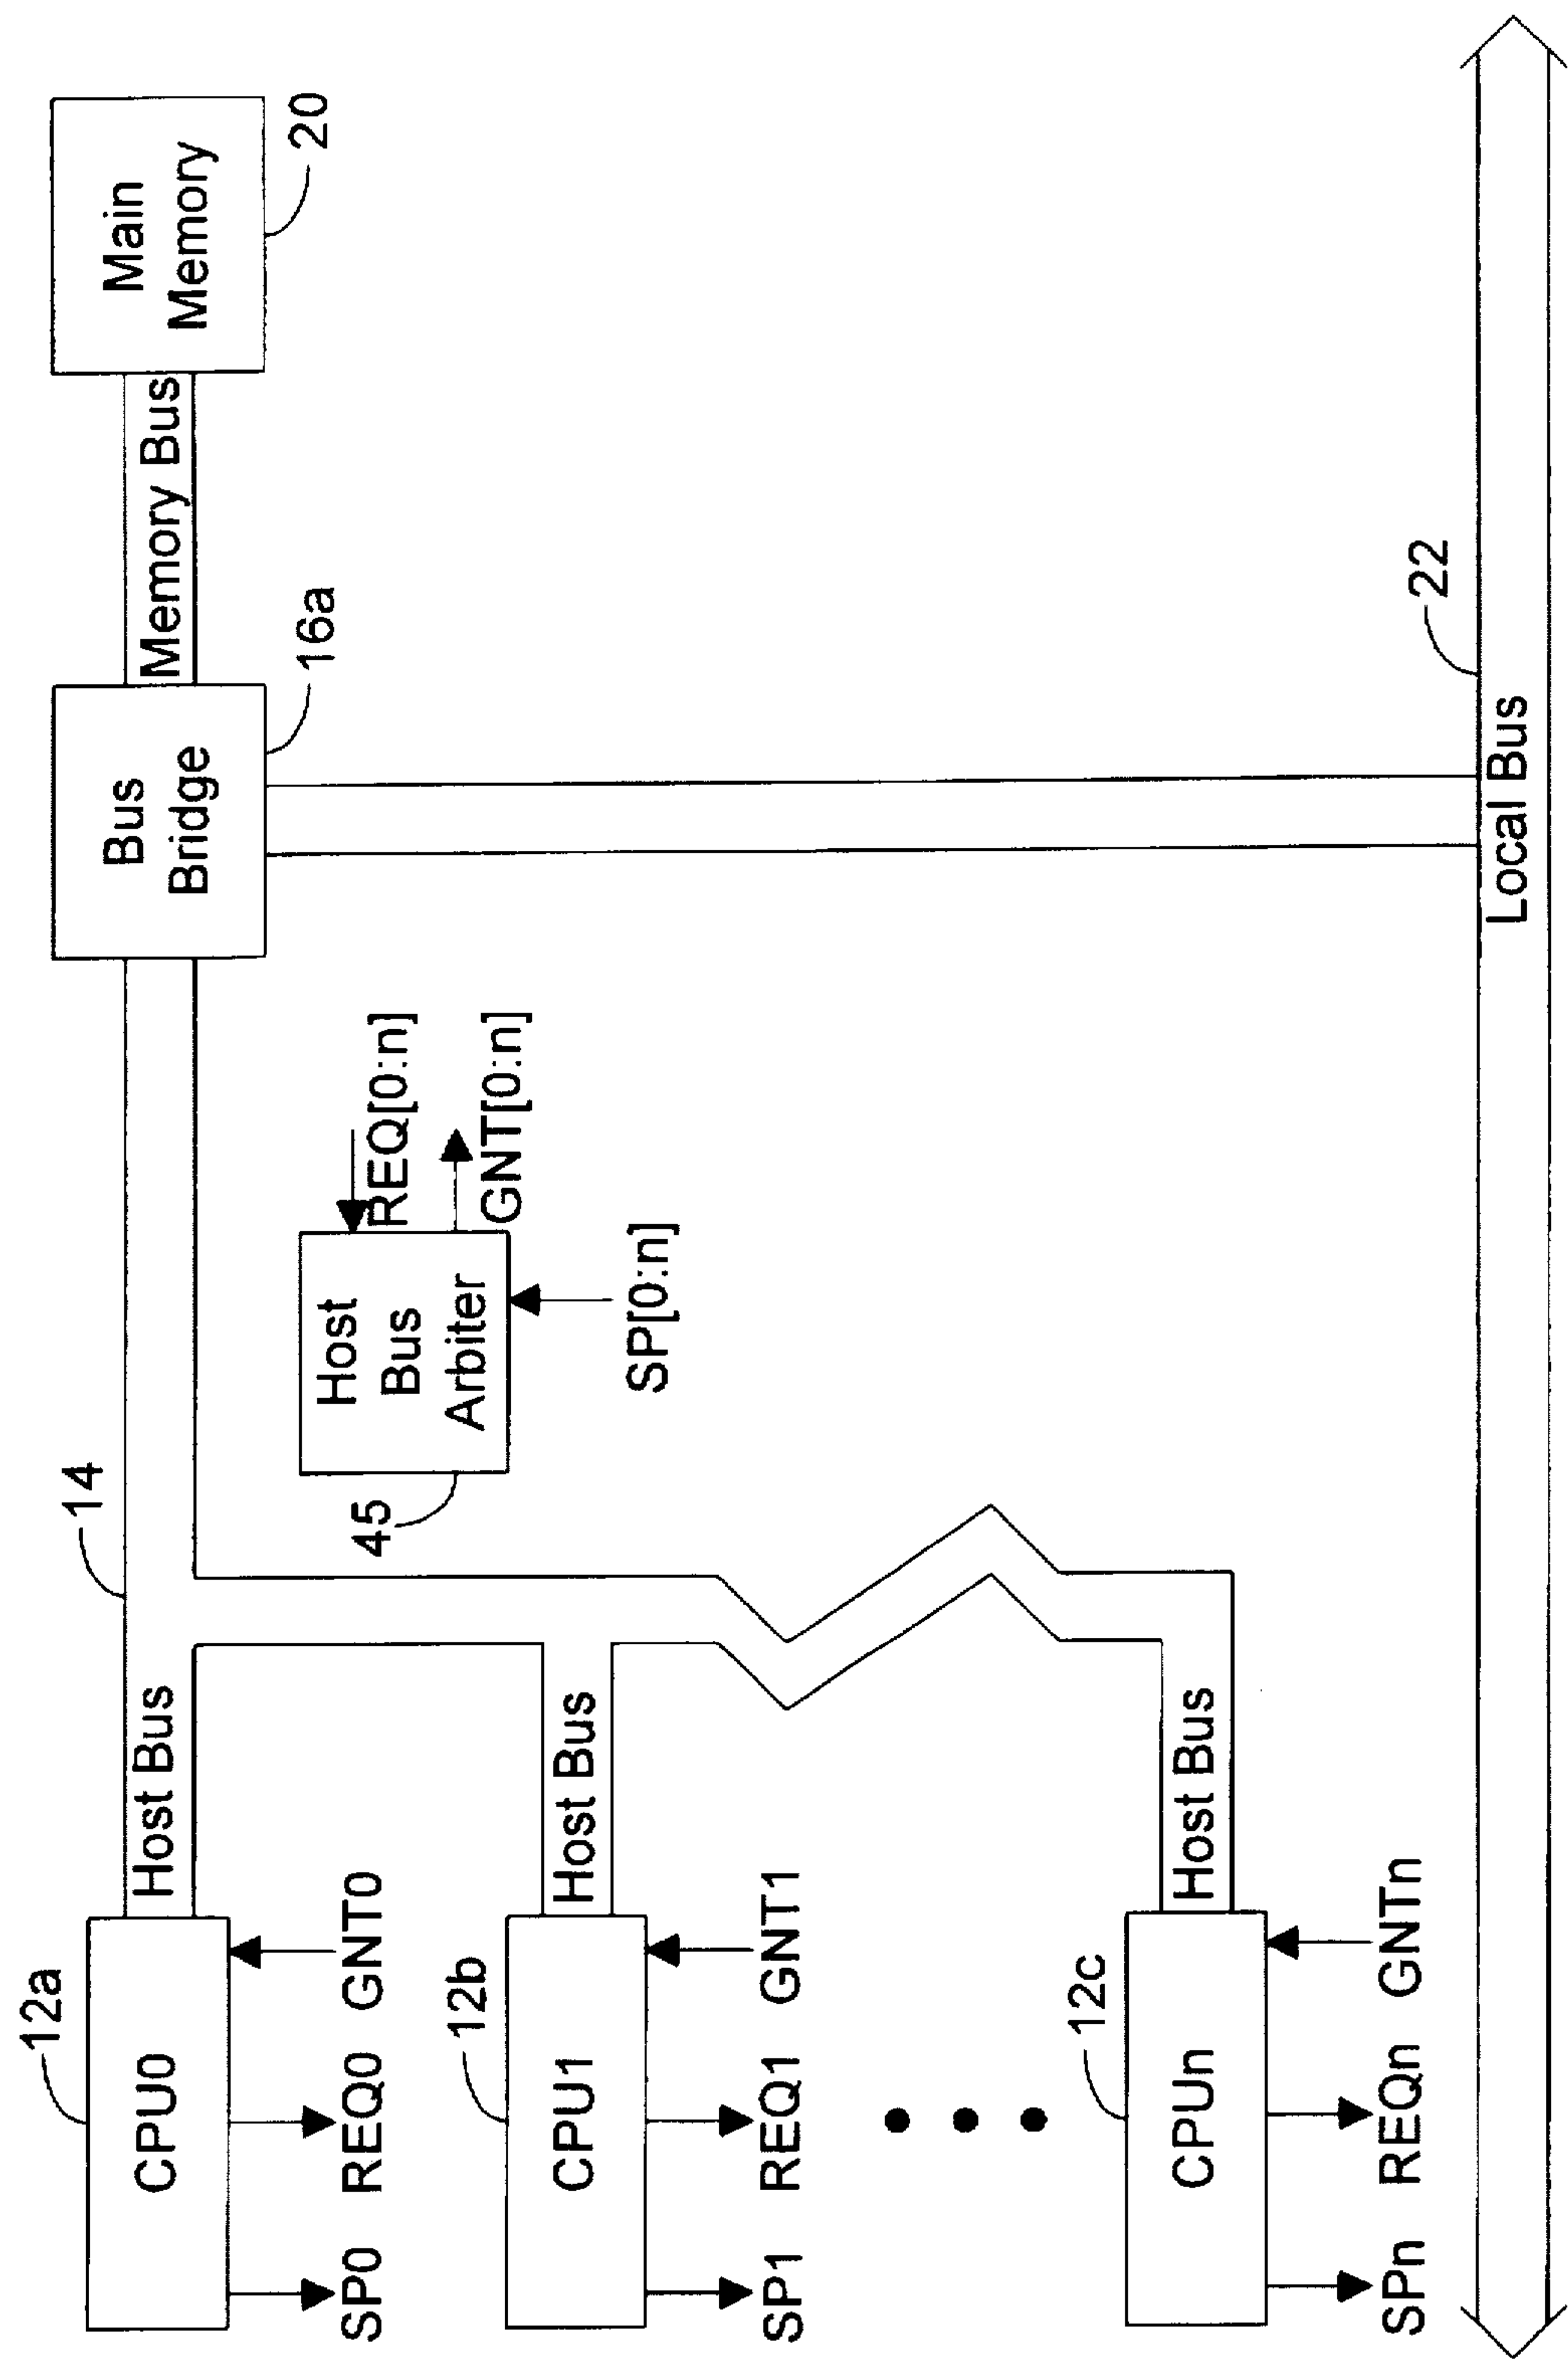 12a
CPU0
SP0 REQ0 GNT0
Host Bus
14
12b
CPU1
SP1 REQ1 GNT1
Host Bus
12c
CPUn
SPn REQn GNTn
Host Bus
45
Host
Bus
Arbiter
REQ[0:n]
GNT[0:n]
SP[0:n]
Bus
Bridge
16a
Memory Bus
Main
Memory
20
Local Bus
22